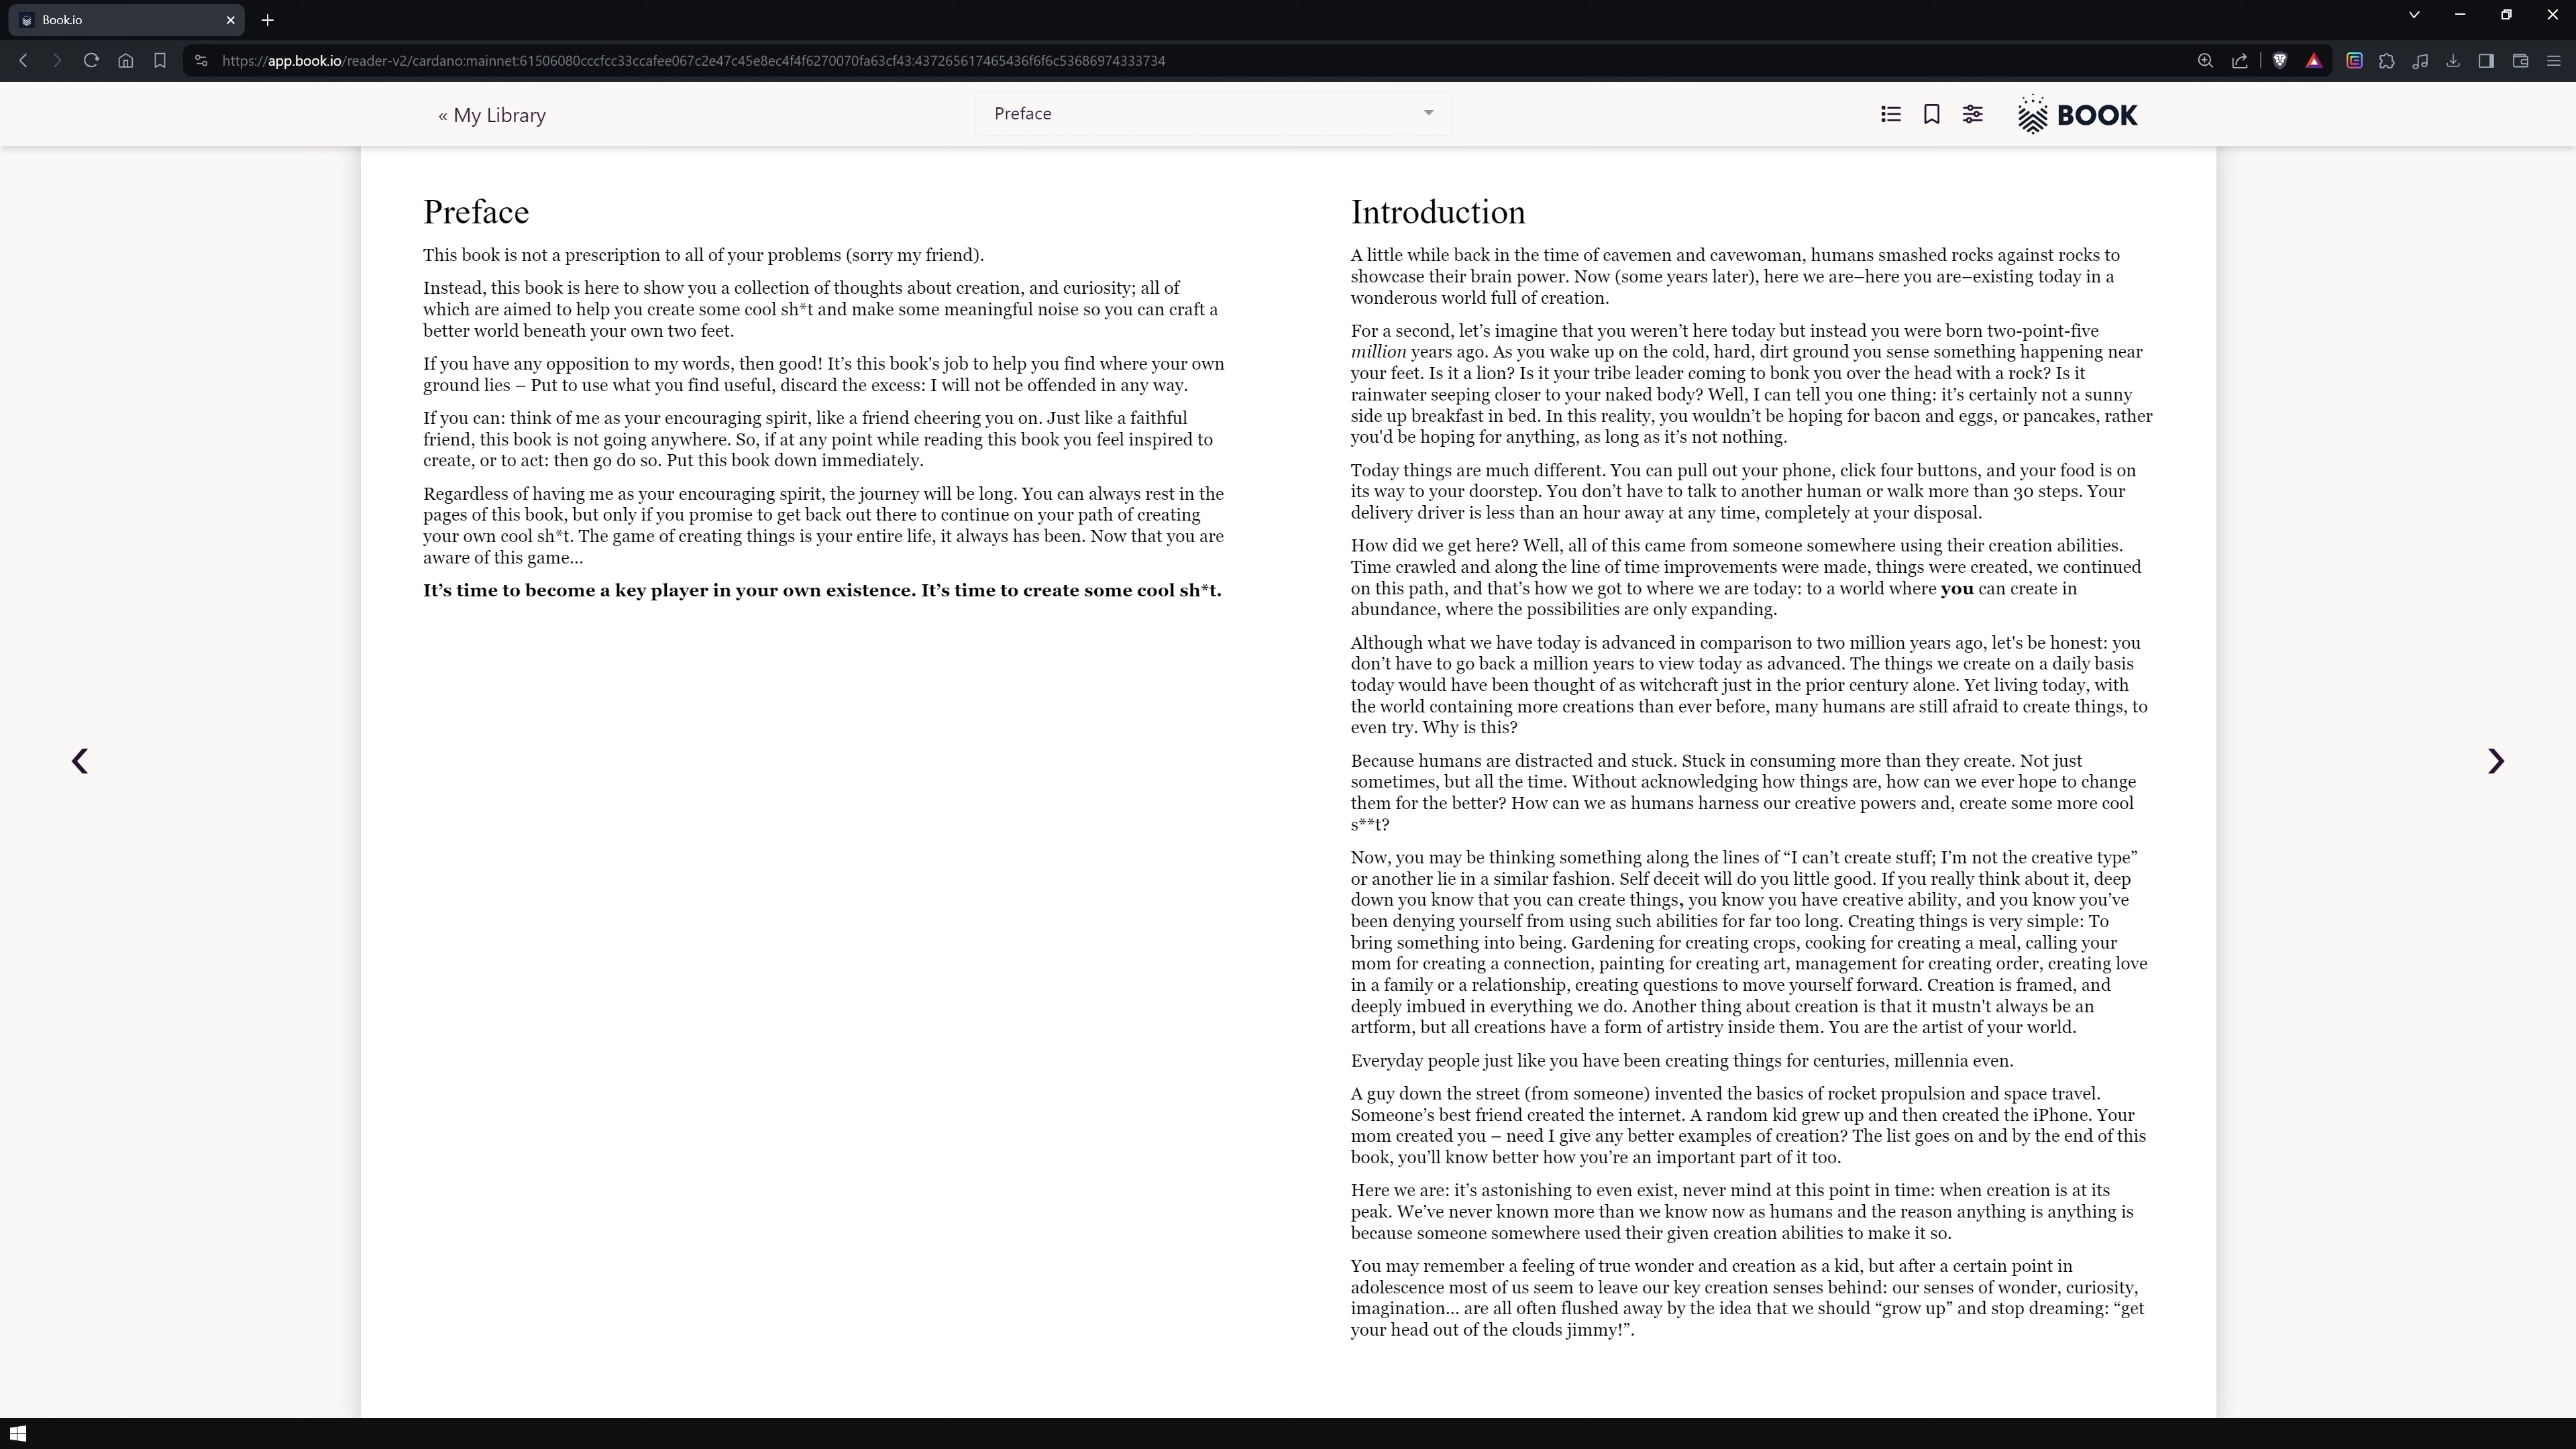 Book.io
https://app.book.io/reader-v2/cardano:mainnet:61506080cccfcc33ccafee067c2e47c45e8ec4f4f6270070fa63cf43:437265617465436f6f6c53686974333734
« My Library
Preface
BOOK
Preface
This book is not a prescription to all of your problems (sorry my friend).
Instead, this book is here to show you a collection of thoughts about creation, and curiosity; all of
which are aimed to help you create some cool sh*t and make some meaningful noise so you can craft a
better world beneath your own two feet.
If you have any opposition to my words, then good! It’s this book's job to help you find where your own
ground lies – Put to use what you find useful, discard the excess: I will not be offended in any way.
If you can: think of me as your encouraging spirit, like a friend cheering you on. Just like a faithful
friend, this book is not going anywhere. So, if at any point while reading this book you feel inspired to
create, or to act: then go do so. Put this book down immediately.
Regardless of having me as your encouraging spirit, the journey will be long. You can always rest in the
pages of this book, but only if you promise to get back out there to continue on your path of creating
your own cool sh*t. The game of creating things is your entire life, it always has been. Now that you are
aware of this game...
It’s time to become a key player in your own existence. It’s time to create some cool sh*t.
Introduction
A little while back in the time of cavemen and cavewoman, humans smashed rocks against rocks to
showcase their brain power. Now (some years later), here we are–here you are–existing today in a
wonderous world full of creation.
For a second, let’s imagine that you weren’t here today but instead you were born two-point-five
million years ago. As you wake up on the cold, hard, dirt ground you sense something happening near
your feet. Is it a lion? Is it your tribe leader coming to bonk you over the head with a rock? Is it
rainwater seeping closer to your naked body? Well, I can tell you one thing: it’s certainly not a sunny
side up breakfast in bed. In this reality, you wouldn’t be hoping for bacon and eggs, or pancakes, rather
you'd be hoping for anything, as long as it’s not nothing.
Today things are much different. You can pull out your phone, click four buttons, and your food is on
its way to your doorstep. You don’t have to talk to another human or walk more than 30 steps. Your
delivery driver is less than an hour away at any time, completely at your disposal.
How did we get here? Well, all of this came from someone somewhere using their creation abilities.
Time crawled and along the line of time improvements were made, things were created, we continued
on this path, and that’s how we got to where we are today: to a world where you can create in
abundance, where the possibilities are only expanding.
Although what we have today is advanced in comparison to two million years ago, let's be honest: you
don’t have to go back a million years to view today as advanced. The things we create on a daily basis
today would have been thought of as witchcraft just in the prior century alone. Yet living today, with
the world containing more creations than ever before, many humans are still afraid to create things, to
even try. Why is this?
Because humans are distracted and stuck. Stuck in consuming more than they create. Not just
sometimes, but all the time. Without acknowledging how things are, how can we ever hope to change
them for the better? How can we as humans harness our creative powers and, create some more cool
s**t?
Now, you may be thinking something along the lines of “I can’t create stuff; I’m not the creative type”
or another lie in a similar fashion. Self deceit will do you little good. If you really think about it, deep
down you know that you can create things, you know you have creative ability, and you know you’ve
been denying yourself from using such abilities for far too long. Creating things is very simple: To
bring something into being. Gardening for creating crops, cooking for creating a meal, calling your
mom for creating a connection, painting for creating art, management for creating order, creating love
in a family or a relationship, creating questions to move yourself forward. Creation is framed, and
deeply imbued in everything we do. Another thing about creation is that it mustn't always be an
artform, but all creations have a form of artistry inside them. You are the artist of your world.
Everyday people just like you have been creating things for centuries, millennia even.
A guy down the street (from someone) invented the basics of rocket propulsion and space travel.
Someone’s best friend created the internet. A random kid grew up and then created the iPhone. Your
mom created you – need I give any better examples of creation? The list goes on and by the end of this
book, you’ll know better how you’re an important part of it too.
Here we are: it’s astonishing to even exist, never mind at this point in time: when creation is at its
peak. We’ve never known more than we know now as humans and the reason anything is anything is
because someone somewhere used their given creation abilities to make it so.
You may remember a feeling of true wonder and creation as a kid, but after a certain point in
adolescence most of us seem to leave our key creation senses behind: our senses of wonder, curiosity,
imagination... are all often flushed away by the idea that we should “grow up” and stop dreaming: “get
your head out of the clouds jimmy!”.